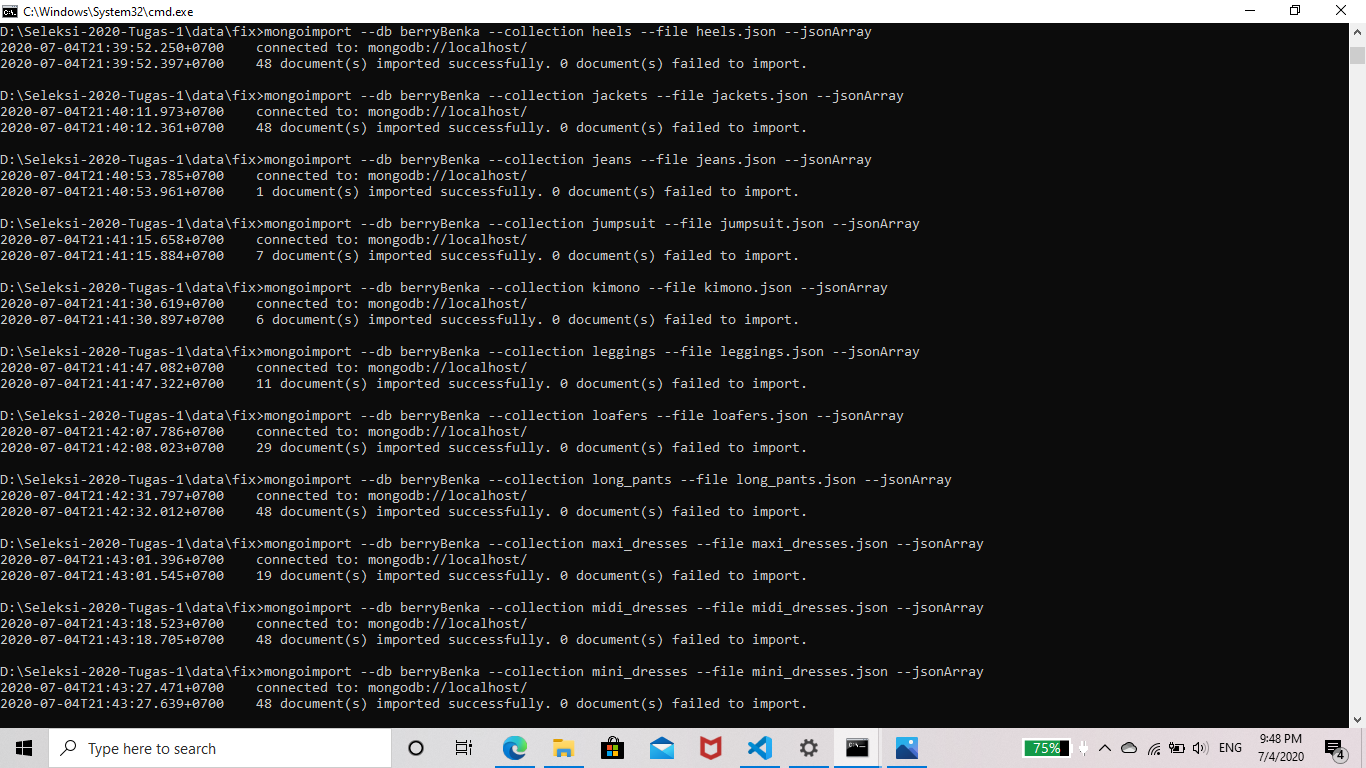 C:\Windows\System32\cmd.exe
D:\Seleksi-2020-Tugas-1\data\fix>mongoimport --db berryBenka --collection heels --file heels.json --jsonArray
2020-07-04T21:39:52.250+0700    connected to: mongodb://localhost/
2020-07-04T21:39:52.397+0700    48 document(s) imported successfully. 0 document(s) failed to import.
D:\Seleksi-2020-Tugas-1\data\fix>mongoimport --db berryBenka --collection jackets --file jackets.json --jsonArray
2020-07-04T21:40:11.973+0700    connected to: mongodb://localhost/
2020-07-04T21:40:12.361+0700    48 document(s) imported successfully. 0 document(s) failed to import.
D:\Seleksi-2020-Tugas-1\data\fix>mongoimport --db berryBenka --collection jeans --file jeans.json --jsonArray
2020-07-04T21:40:53.785+0700    connected to: mongodb://localhost/
2020-07-04T21:40:53.961+0700    1 document(s) imported successfully. 0 document(s) failed to import.
D:\Seleksi-2020-Tugas-1\data\fix>mongoimport --db berryBenka --collection jumpsuit --file jumpsuit.json --jsonArray
2020-07-04T21:41:15.658+0700    connected to: mongodb://localhost/
2020-07-04T21:41:15.884+0700    7 document(s) imported successfully. 0 document(s) failed to import.
D:\Seleksi-2020-Tugas-1\data\fix>mongoimport --db berryBenka --collection kimono --file kimono.json --jsonArray
2020-07-04T21:41:30.619+0700    connected to: mongodb://localhost/
2020-07-04T21:41:30.897+0700    6 document(s) imported successfully. 0 document(s) failed to import.
D:\Seleksi-2020-Tugas-1\data\fix>mongoimport --db berryBenka --collection leggings --file leggings.json --jsonArray
2020-07-04T21:41:47.082+0700    connected to: mongodb://localhost/
2020-07-04T21:41:47.322+0700    11 document(s) imported successfully. 0 document(s) failed to import.
D:\Seleksi-2020-Tugas-1\data\fix>mongoimport --db berryBenka --collection loafers --file loafers.json --jsonArray
2020-07-04T21:42:07.786+0700    connected to: mongodb://localhost/
2020-07-04T21:42:08.023+0700    29 document(s) imported successfully. 0 document(s) failed to import.
D:\Seleksi-2020-Tugas-1\data\fix>mongoimport --db berryBenka --collection long_pants --file long_pants.json --jsonArray
2020-07-04T21:42:31.797+0700    connected to: mongodb://localhost/
2020-07-04T21:42:32.012+0700    48 document(s) imported successfully. 0 document(s) failed to import.
D:\Seleksi-2020-Tugas-1\data\fix>mongoimport --db berryBenka --collection maxi_dresses --file maxi_dresses.json --jsonArray
2020-07-04T21:43:01.396+0700    connected to: mongodb://localhost/
2020-07-04T21:43:01.545+0700    19 document(s) imported successfully. 0 document(s) failed to import.
D:\Seleksi-2020-Tugas-1\data\fix>mongoimport --db berryBenka --collection midi_dresses --file midi_dresses.json --jsonArray
2020-07-04T21:43:18.523+0700    connected to: mongodb://localhost/
2020-07-04T21:43:18.705+0700    48 document(s) imported successfully. 0 document(s) failed to import.
D:\Seleksi-2020-Tugas-1\data\fix>mongoimport --db berryBenka --collection mini_dresses --file mini_dresses.json --jsonArray
2020-07-04T21:43:27.471+0700    connected to: mongodb://localhost/
2020-07-04T21:43:27.639+0700    48 document(s) imported successfully. 0 document(s) failed to import.
Type here to search
75%
ENG
9:48 PM
7/4/2020
4